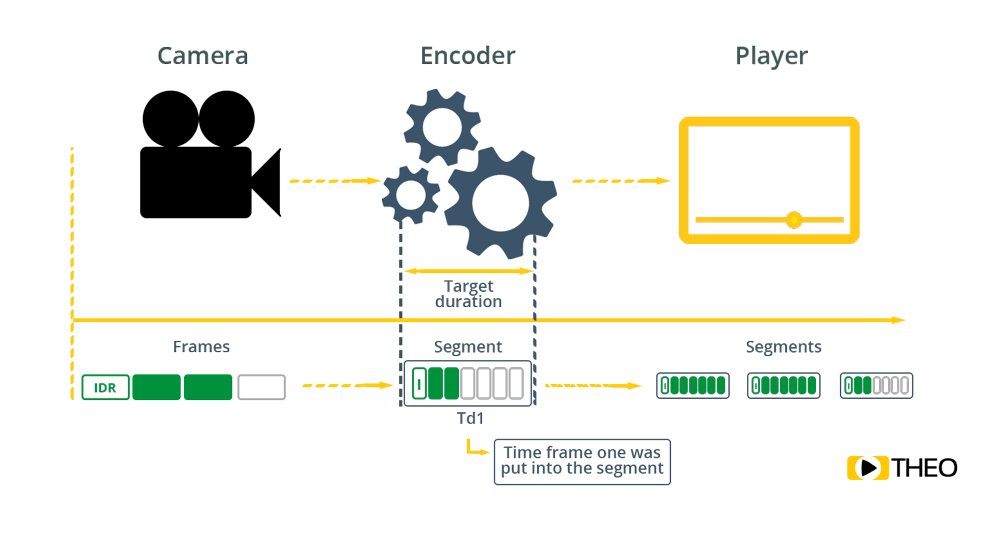 Camera
Encoder
Player
Target
duration
Frames
Segment
Segments
IDR
I
I
I
I
Td1
Time frame one was
put into the segment
THEO